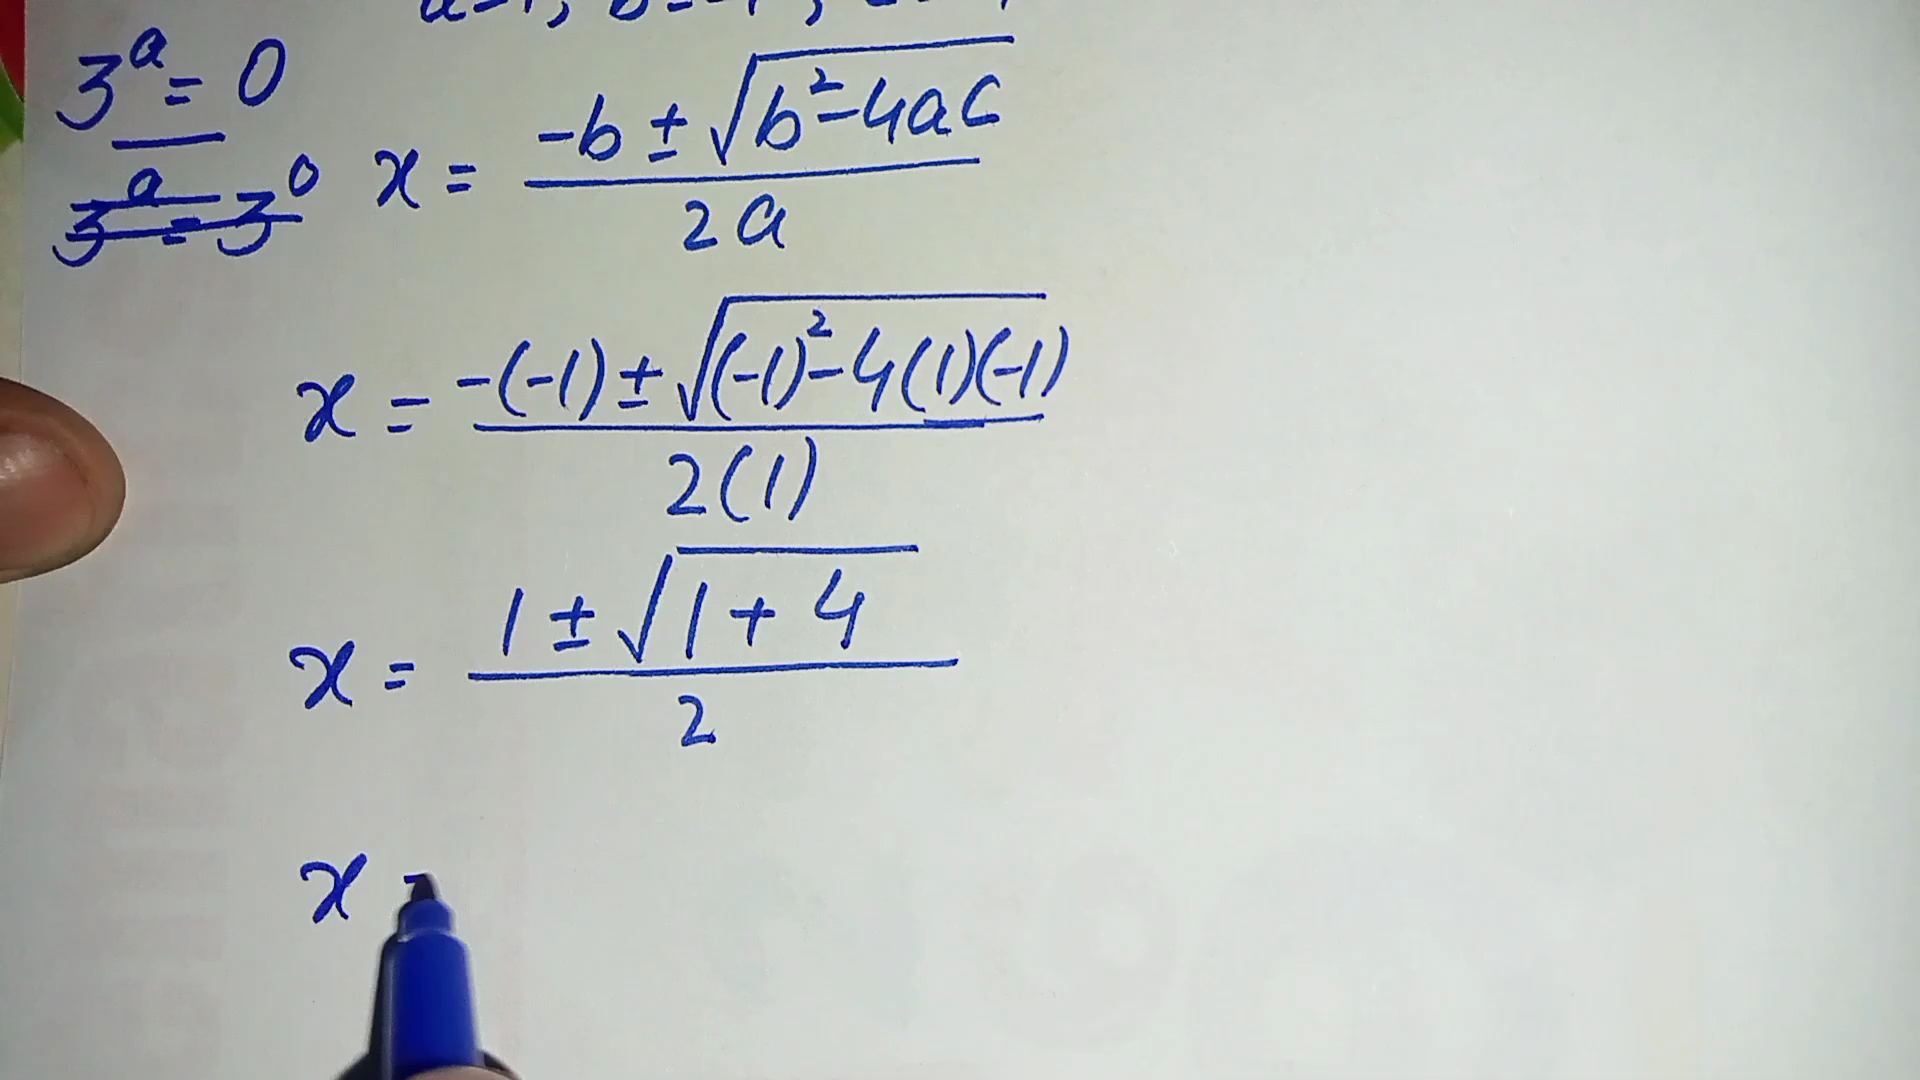 3^a = 0
x = (-b ± √(b² - 4ac)) / 2a
3^a = 3^0
x = (-(-1) ± √((-1)² - 4(1)(-1))) / 2(1)
x = (1 ± √(1 + 4)) / 2
x =